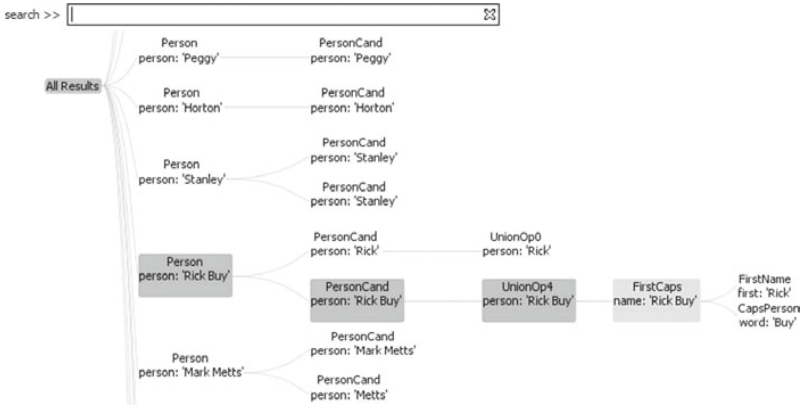 search >>
All Results
Person
person: 'Peggy'
PersonCand
person: 'Peggy'
Person
person: 'Horton'
PersonCand
person: 'Horton'
Person
person: 'Stanley'
PersonCand
person: 'Stanley'
PersonCand
person: 'Stanley'
Person
person: 'Rick Buy'
PersonCand
person: 'Rick'
UnionOp0
person: 'Rick'
PersonCand
person: 'Rick Buy'
UnionOp4
person: 'Rick Buy'
FirstCaps
name: 'Rick Buy'
FirstName
first: 'Rick'
CapsPerson
word: 'Buy'
Person
person: 'Mark Metts'
PersonCand
person: 'Mark Metts'
PersonCand
person: 'Metts'